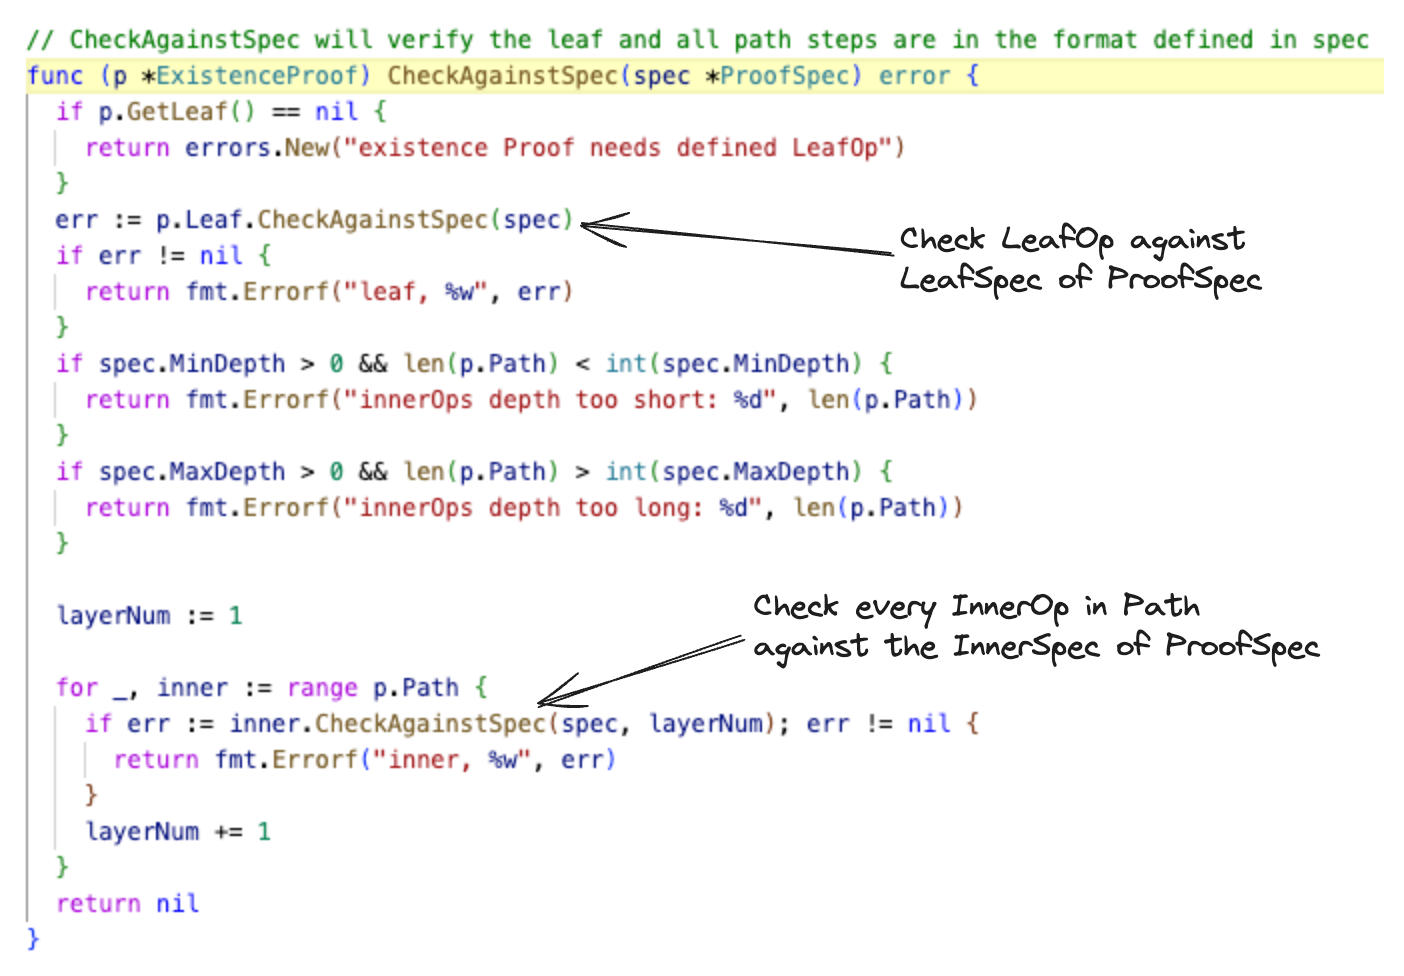 // CheckAgainstSpec will verify the leaf and all path steps are in the format defined in spec
func (p *ExistenceProof) CheckAgainstSpec(spec *ProofSpec) error {
if p.GetLeaf() == nil {
return errors.New("existence Proof needs defined LeafOp")
}
err := p.Leaf.CheckAgainstSpec(spec)
Check LeafOp against
LeafSpec of ProofSpec
if err != nil {
return fmt.Errorf("leaf, %w", err)
}
if spec.MinDepth > 0 && len(p.Path) < int(spec.MinDepth) {
return fmt.Errorf("innerOps depth too short: %d", len(p.Path))
}
if spec.MaxDepth > 0 && len(p.Path) > int(spec.MaxDepth) {
return fmt.Errorf("innerOps depth too long: %d", len(p.Path))
}
layerNum := 1
Check every InnerOp in Path
against the InnerSpec of ProofSpec
for _, inner := range p.Path {
if err := inner.CheckAgainstSpec(spec, layerNum); err != nil {
return fmt.Errorf("inner, %w", err)
}
layerNum += 1
}
return nil
}